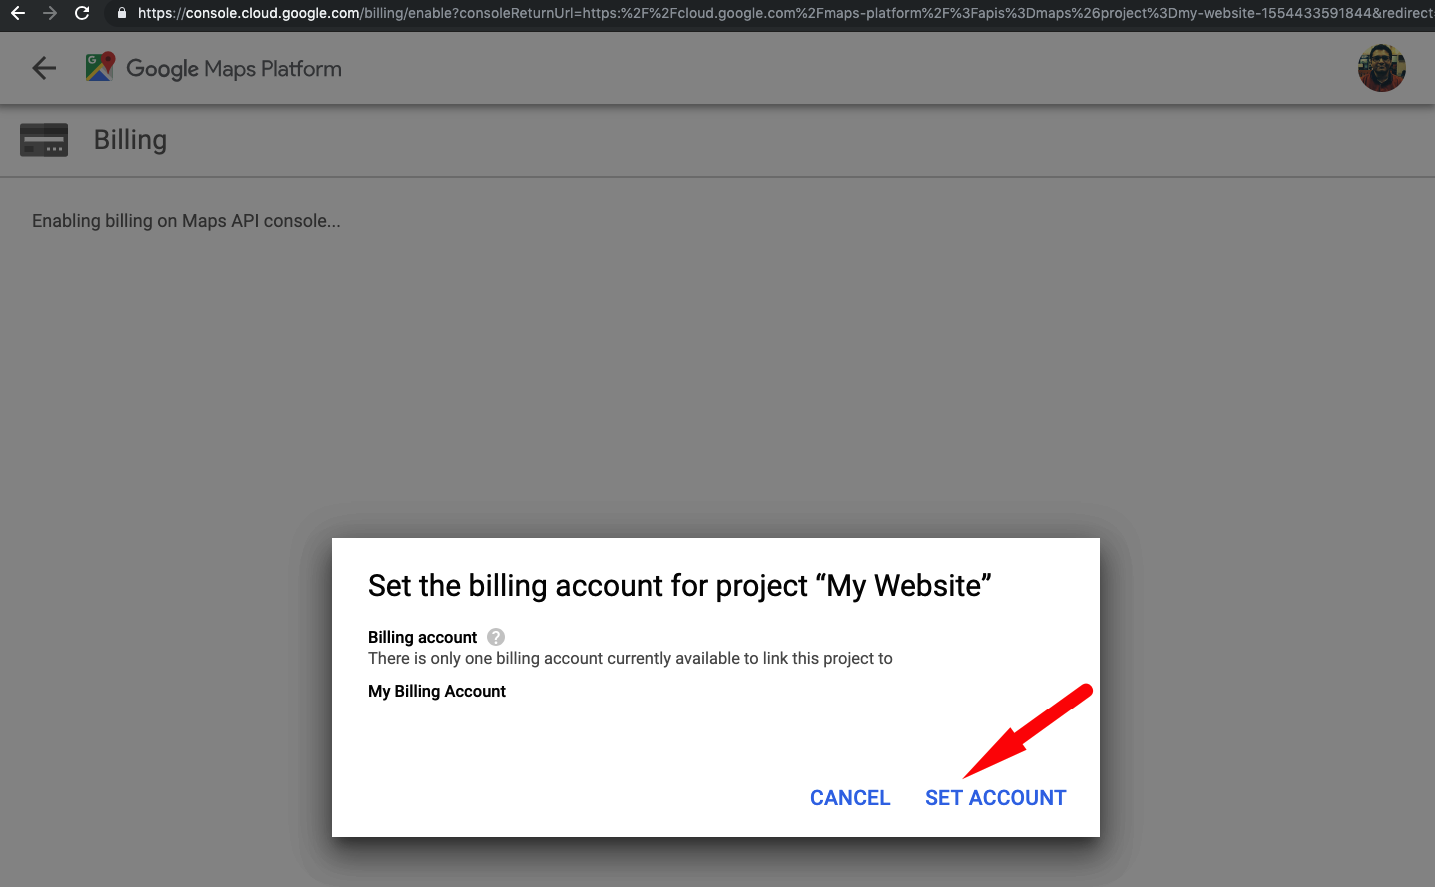 https://console.cloud.google.com/billing/enable?consoleReturnUrl=https:%2F%2Fcloud.google.com%2Fmaps-platform%2F%3Fapis%3Dmaps%26project%3Dmy-website-1554433591844&redirect
Google Maps Platform
Billing
Enabling billing on Maps API console...
Set the billing account for project “My Website”
Billing account ?
There is only one billing account currently available to link this project to
My Billing Account
CANCEL SET ACCOUNT